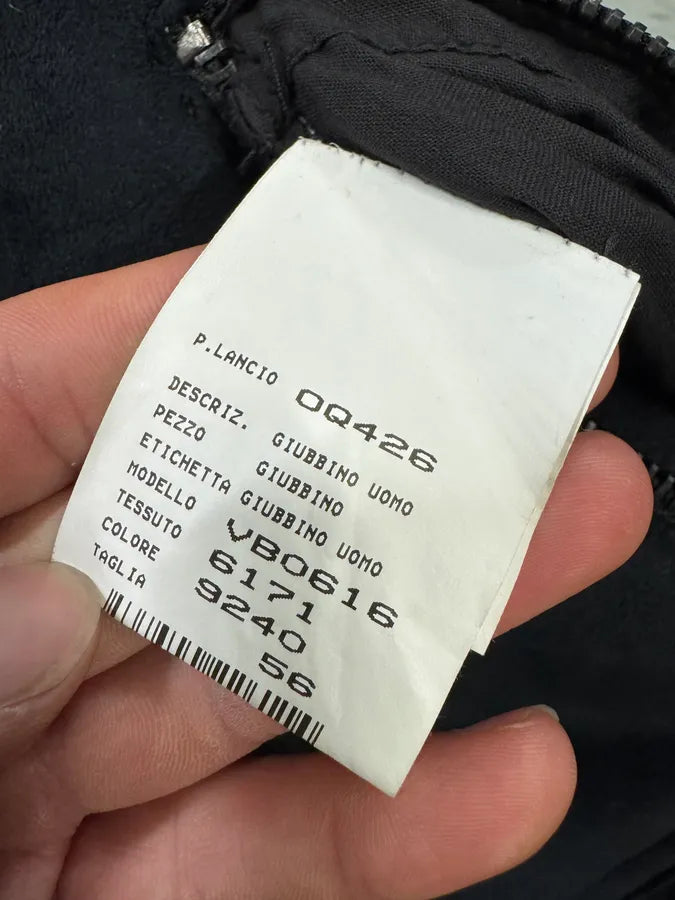 P.LANCIO 0Q426
DESCRIZ. GIUBBINO UOMO
PEZZO GIUBBINO
ETICHETTA GIUBBINO UOMO
MODELLO VB0616
TESSUTO 6171
COLORE 9240
TAGLIA 56